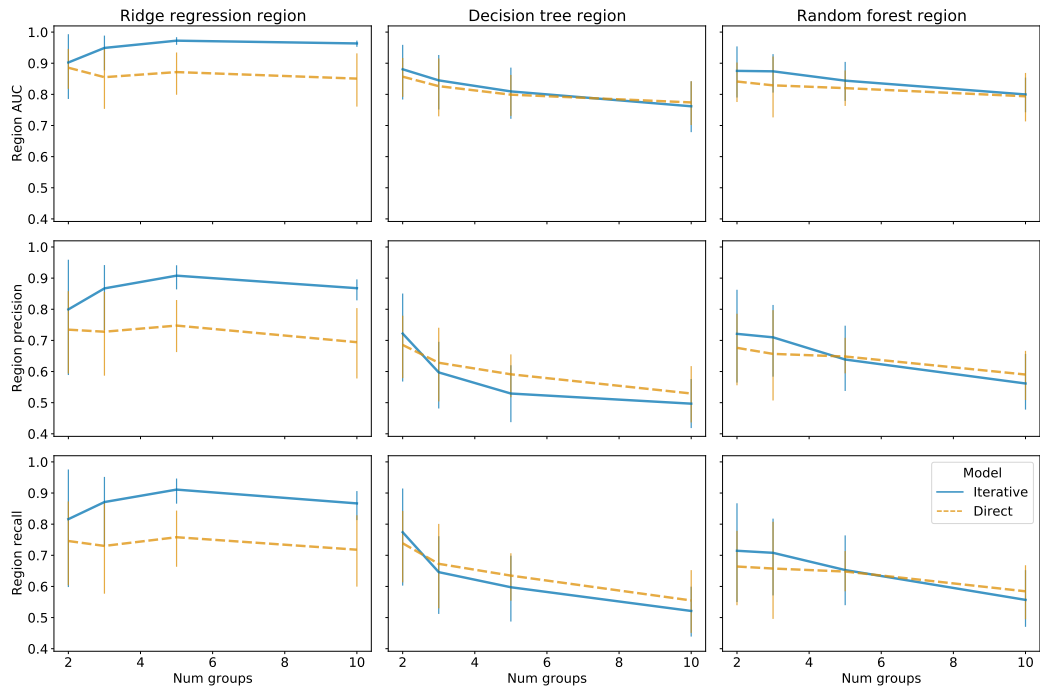 Ridge regression region
Decision tree region
Random forest region
Region AUC
1.0
0.9
0.8
0.7
0.6
0.5
0.4
Region precision
1.0
0.9
0.8
0.7
0.6
0.5
0.4
Region recall
1.0
0.9
0.8
0.7
0.6
0.5
0.4
Model
Iterative
Direct
2 4 6 8 10
2 4 6 8 10
2 4 6 8 10
Num groups
Num groups
Num groups